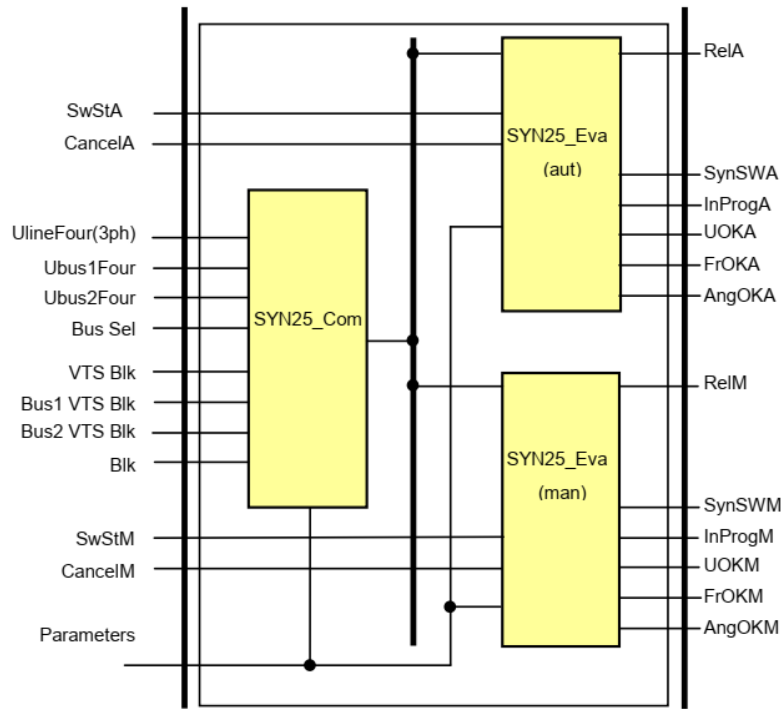 RelA
SwStA
CancelA
SYN25_Eva
(aut)
SynSWA
InProgA
UOKA
FrOKA
AngOKA
UlineFour(3ph)
Ubus1Four
Ubus2Four
Bus Sel
VTS Blk
Bus1 VTS Blk
Bus2 VTS Blk
Blk
SYN25_Com
RelM
SYN25_Eva
(man)
SwStM
CancelM
SynSWM
InProgM
UOKM
FrOKM
AngOKM
Parameters